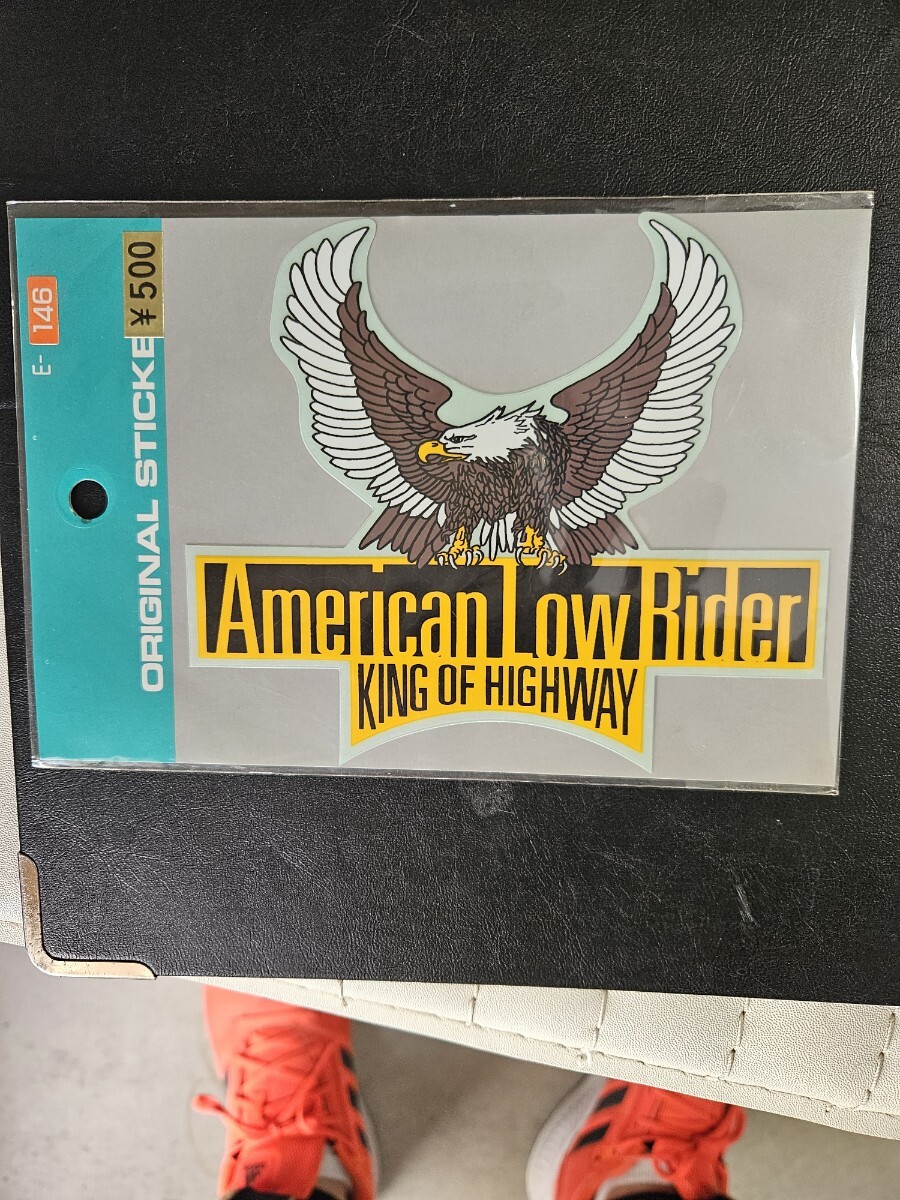 E-146
ORIGINAL STICKE
¥500
American Low Rider
KING OF HIGHWAY